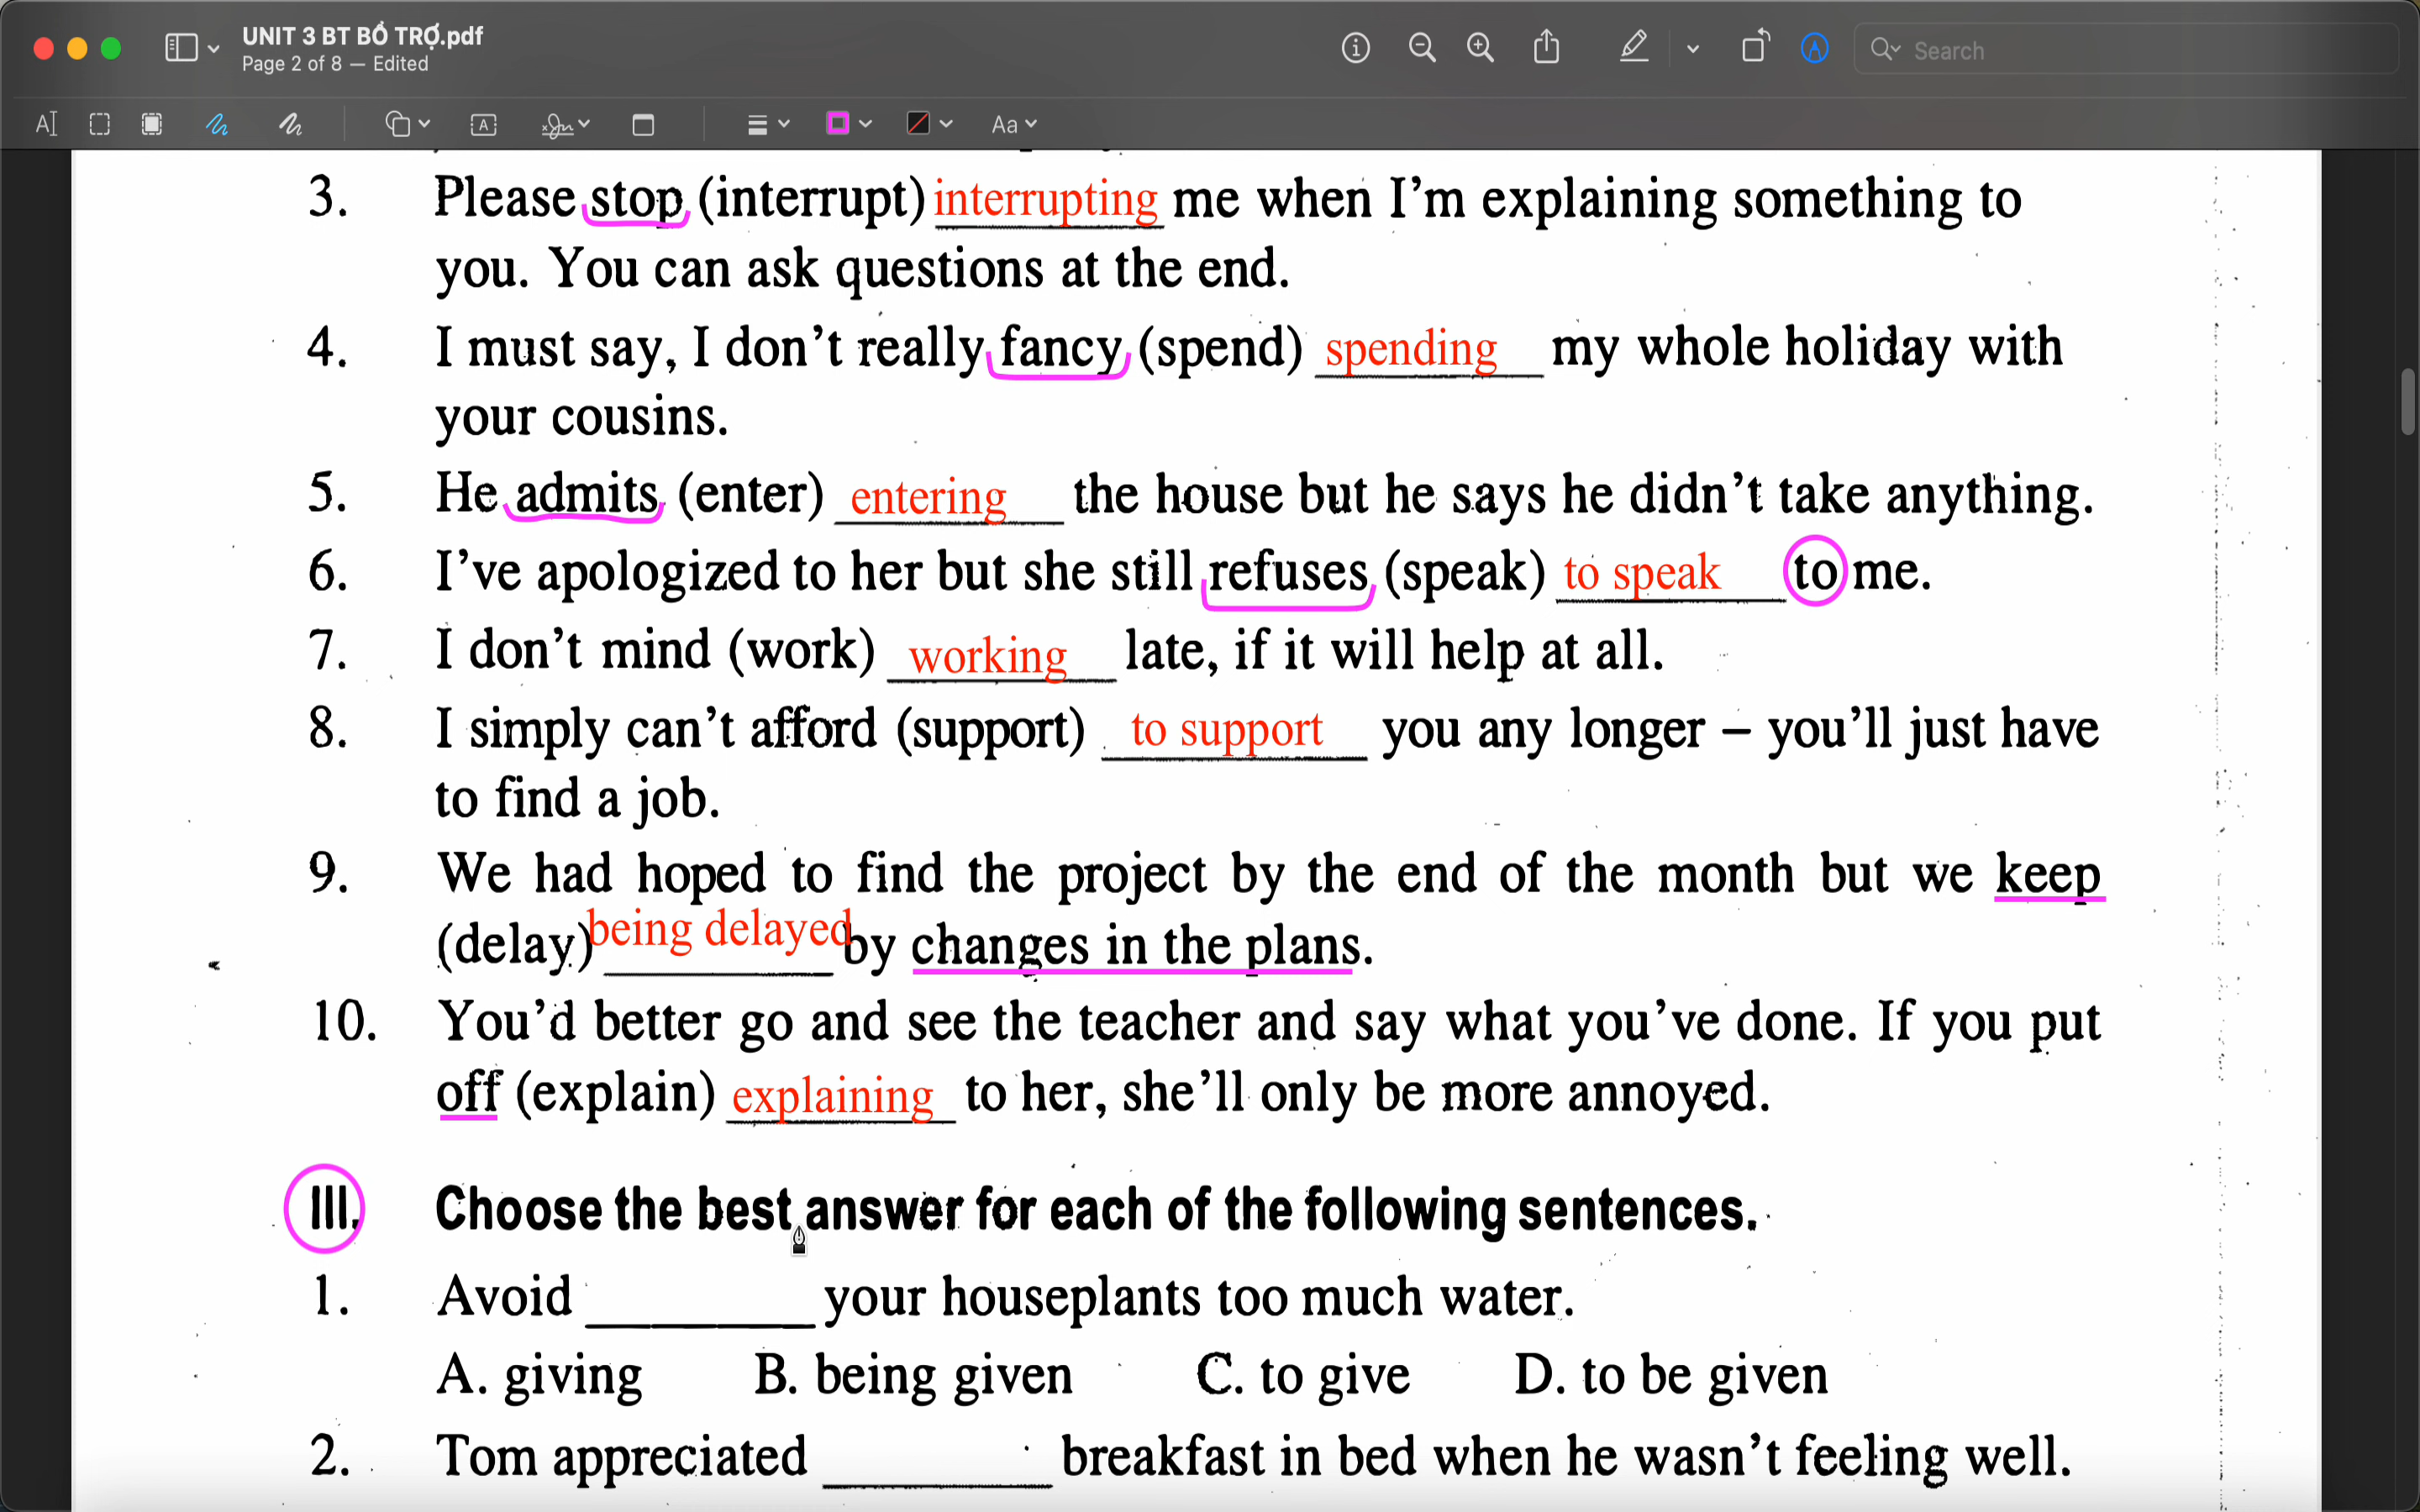 UNIT 3 BT BỔ TRỢ.pdf
Page 2 of 8 — Edited
Search
Aa
3. Please stop (interrupt) interrupting me when I'm explaining something to
you. You can ask questions at the end.
4. I must say, I don't really fancy (spend) spending my whole holiday with
your cousins.
5. He admits (enter) entering the house but he says he didn't take anything.
6. I've apologized to her but she still refuses (speak) to speak to me.
7. I don't mind (work) working late, if it will help at all.
8. I simply can't afford (support) to support you any longer – you'll just have
to find a job.
9. We had hoped to find the project by the end of the month but we keep
(delay) being delayed by changes in the plans.
10. You'd better go and see the teacher and say what you've done. If you put
off (explain) explaining to her, she'll only be more annoyed.
III. Choose the best answer for each of the following sentences.
1. Avoid ________ your houseplants too much water.
A. giving B. being given C. to give D. to be given
2. Tom appreciated ________ breakfast in bed when he wasn't feeling well.